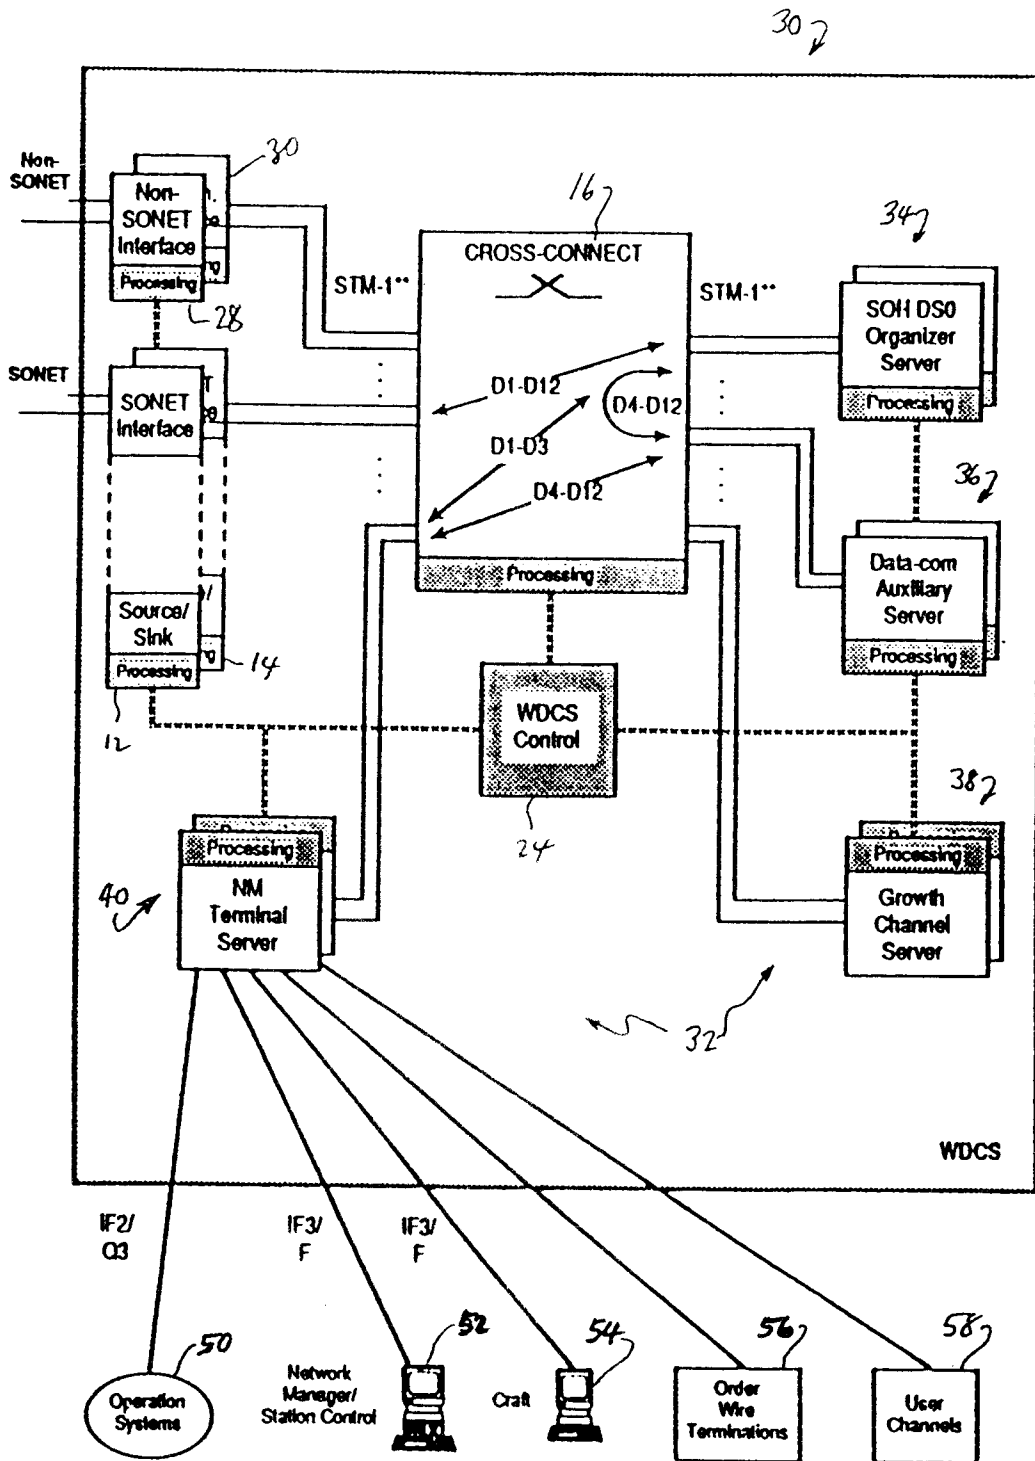 30
Non-
SONET
30
Non-
SONET
Interface
Processing
28
SONET
SONET
Interface
Source/
Sink
Processing
12
14
STM-1**
16
CROSS-CONNECT
D1-D12
D4-D12
D1-D3
D4-D12
Processing
STM-1**
34
SOH DS0
Organizer
Server
Processing
36
Data-com
Auxiliary
Server
Processing
WDCS
Control
24
38
Processing
Growth
Channel
Server
40
Processing
NM
Terminal
Server
32
WDCS
IF2/
Q3
IF3/
F
IF3/
F
50
Operation
Systems
Network
Manager/
Station Control
52
Craft
54
56
Order
Wire
Terminations
58
User
Channels